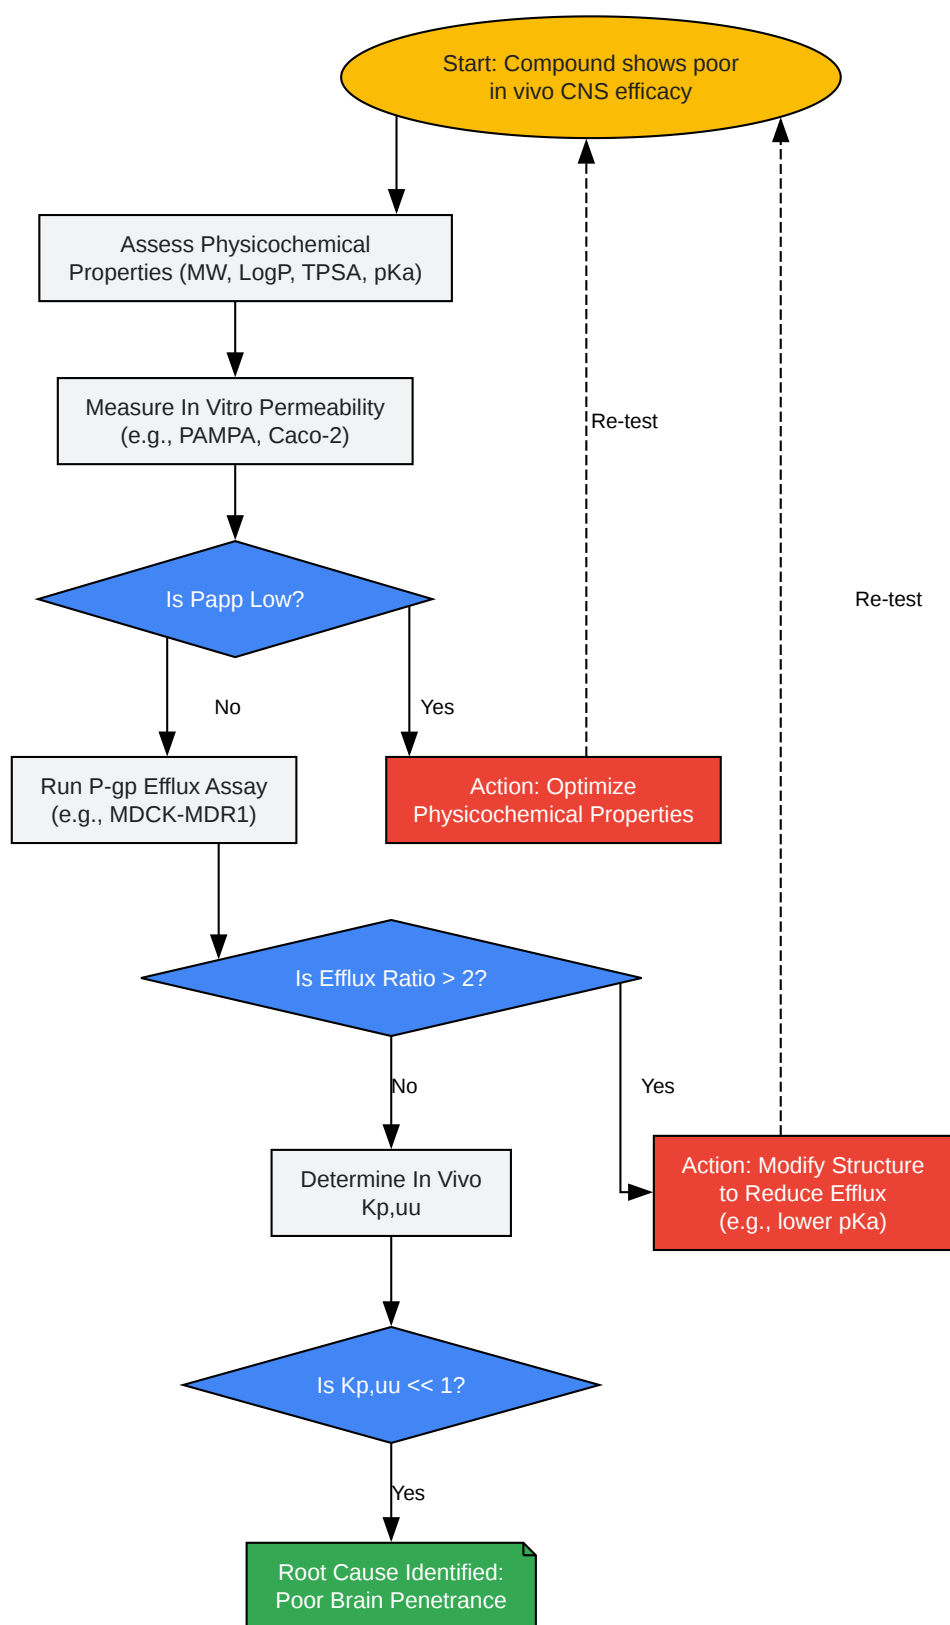 Start: Compound shows poor
in vivo CNS efficacy
Assess Physicochemical
Properties (MW, LogP, TPSA, pKa)
Measure In Vitro Permeability
(e.g., PAMPA, Caco-2)
Re-test
Is Papp Low?
Re-test
No
Yes
Run P-gp Efflux Assay
(e.g., MDCK-MDR1)
Action: Optimize
Physicochemical Properties
Is Efflux Ratio > 2?
No
Yes
Determine In Vivo
Kp,uu
Action: Modify Structure
to Reduce Efflux
(e.g., lower pKa)
Is Kp,uu << 1?
Yes
Root Cause Identified:
Poor Brain Penetrance